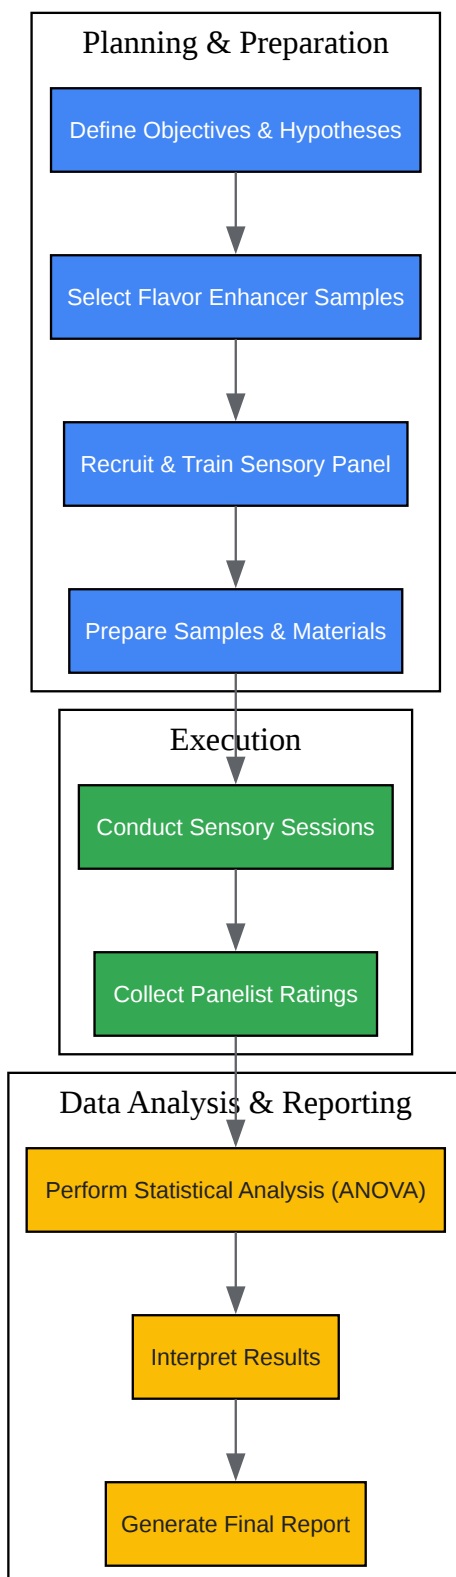 Planning & Preparation
Define Objectives & Hypotheses
Select Flavor Enhancer Samples
Recruit & Train Sensory Panel
Prepare Samples & Materials
Execution
Conduct Sensory Sessions
Collect Panelist Ratings
Data Analysis & Reporting
Perform Statistical Analysis (ANOVA)
Interpret Results
Generate Final Report